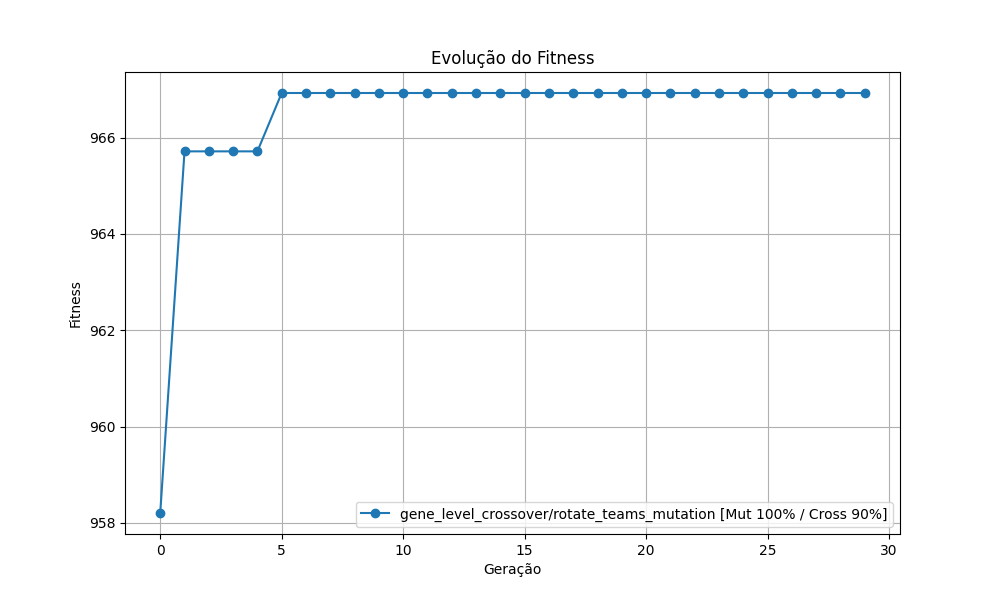 Evolução do Fitness
Fitness
966
964
962
960
958
gene_level_crossover/rotate_teams_mutation [Mut 100% / Cross 90%]
0 5 10 15 20 25 30
Geração